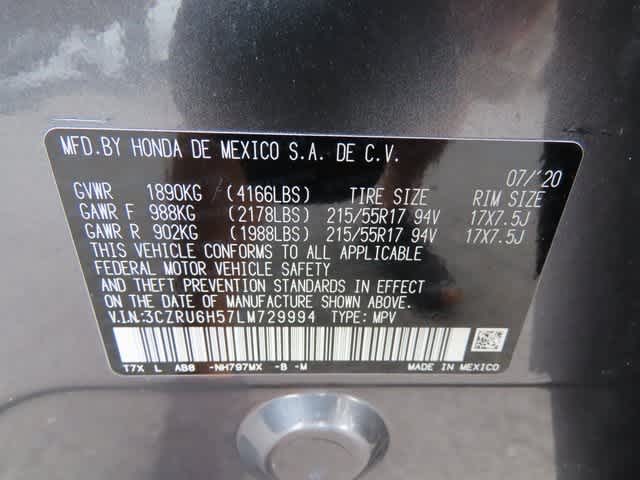 MFD.BY HONDA DE MEXICO S.A. DE C.V.
07/'20
GVWR 1890KG (4166LBS) TIRE SIZE RIM SIZE
GAWR F 988KG (2178LBS) 215/55R17 94V 17X7.5J
GAWR R 902KG (1988LBS) 215/55R17 94V 17X7.5J
THIS VEHICLE CONFORMS TO ALL APPLICABLE
FEDERAL MOTOR VEHICLE SAFETY
AND THEFT PREVENTION STANDARDS IN EFFECT
ON THE DATE OF MANUFACTURE SHOWN ABOVE.
V.I.N:3CZRU6H57LM729994 TYPE: MPV
T7X L AB0 -NH797MX -B -M MADE IN MEXICO